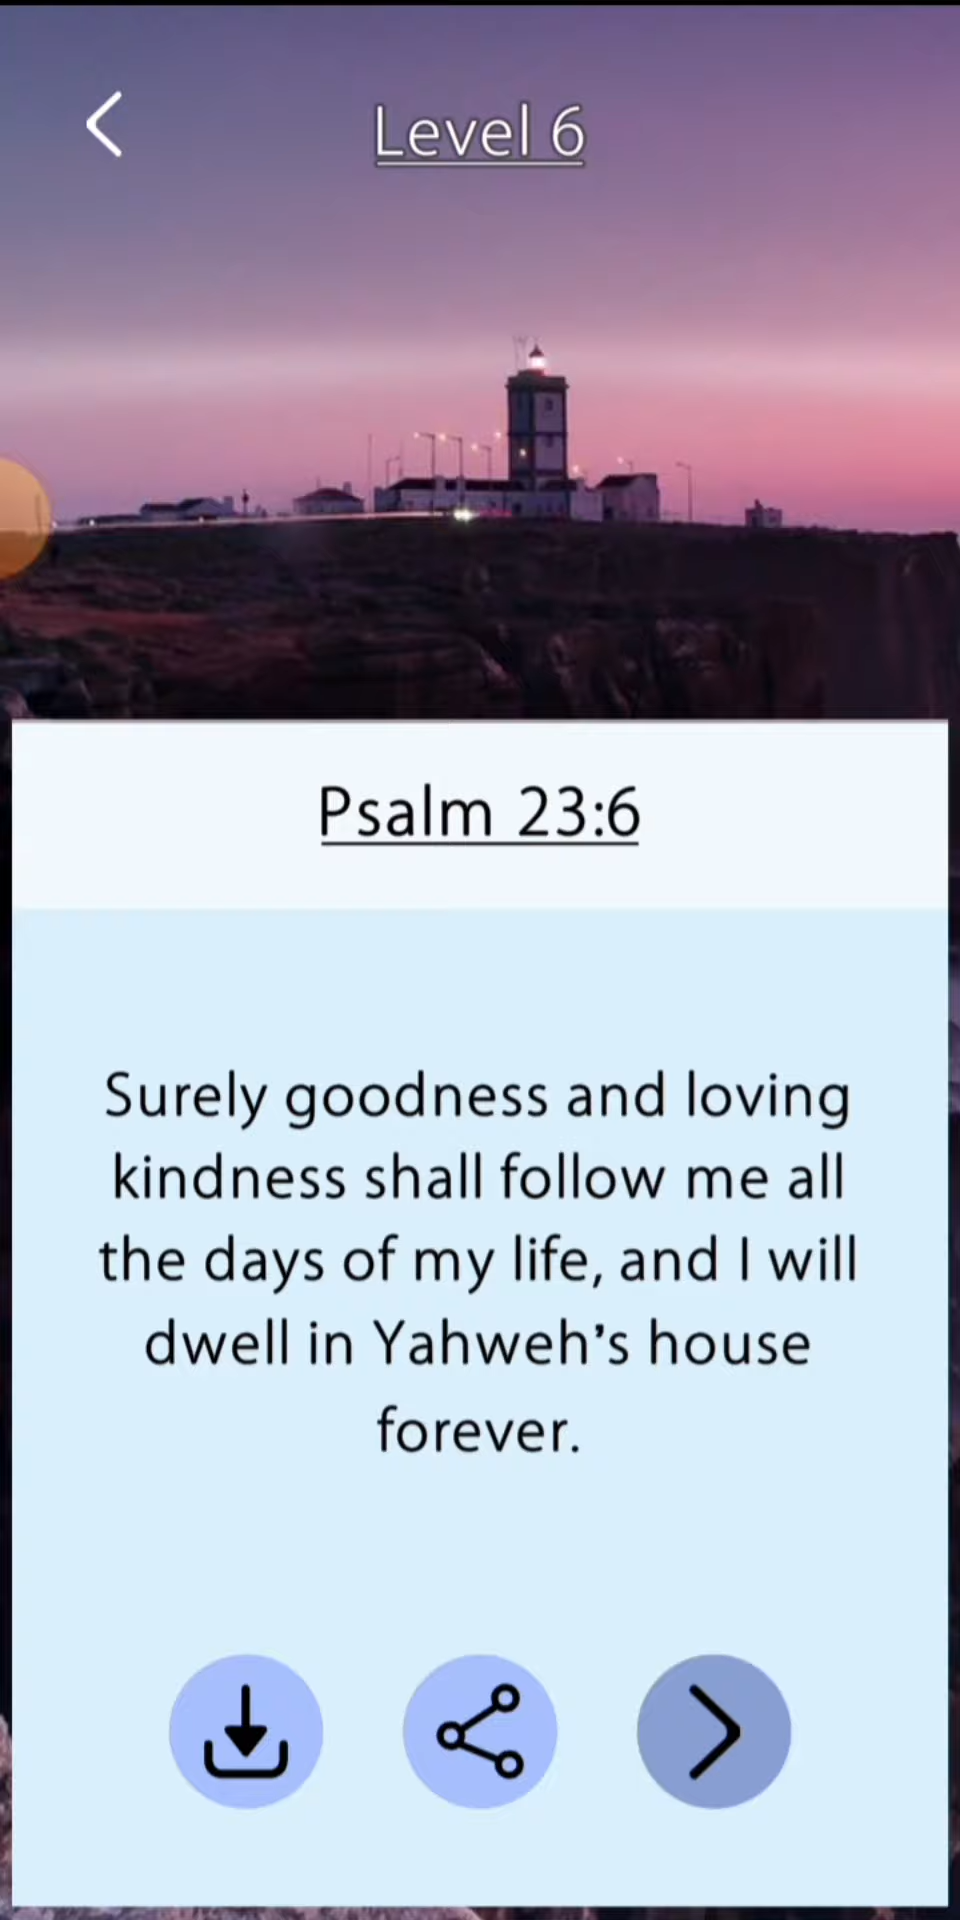 Level 6
Psalm 23:6
Surely goodness and loving
kindness shall follow me all
the days of my life, and I will
dwell in Yahweh’s house
forever.